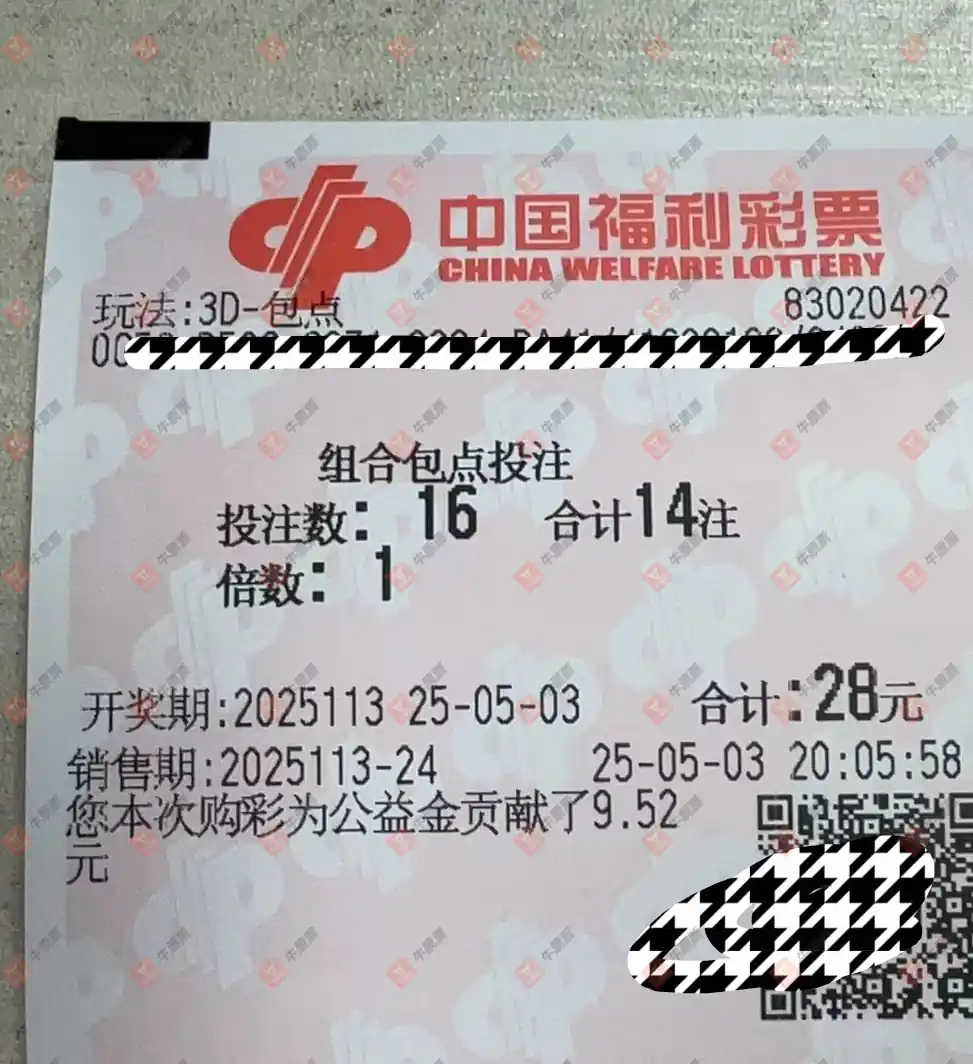 中国福利彩票
CHINA WELFARE LOTTERY
玩法:3D-包点 83020422
组合包点投注
投注数: 16 合计14注
倍数: 1
开奖期:2025113 25-05-03 合计:28元
销售期:2025113-24 25-05-03 20:05:58
您本次购彩为公益金贡献了9.52
元